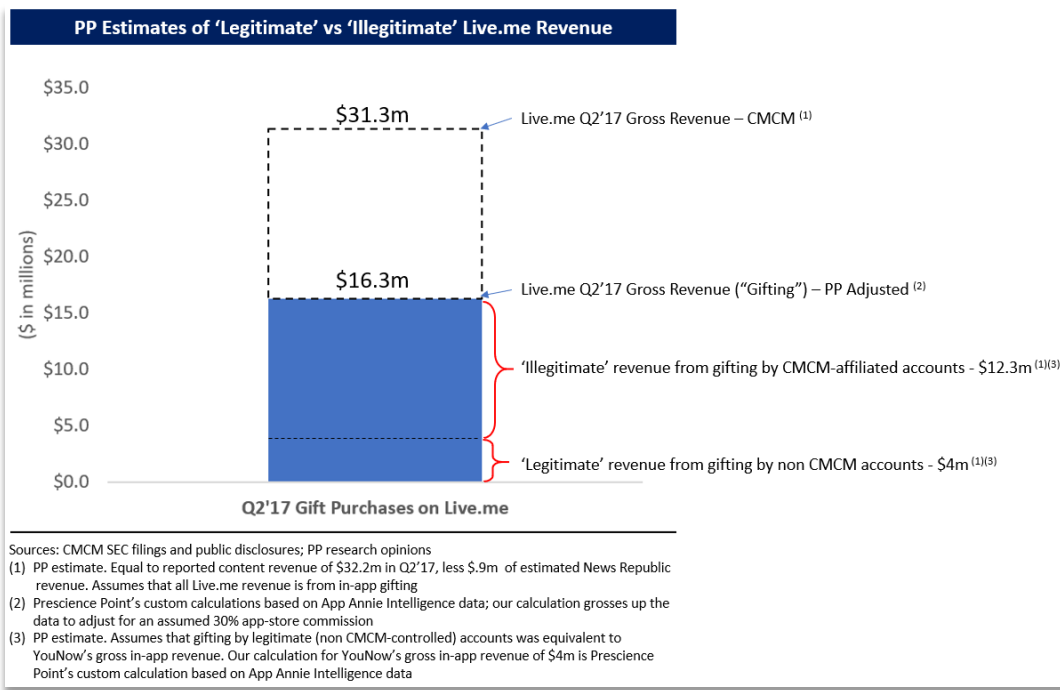 PP Estimates of ‘Legitimate’ vs ‘Illegitimate’ Live.me Revenue
$35.0
$30.0
$25.0
$20.0
$15.0
$10.0
$5.0
$0.0
($ in millions)
$31.3m
$16.3m
Live.me Q2’17 Gross Revenue – CMCM (1)
Live.me Q2’17 Gross Revenue (“Gifting”) – PP Adjusted (2)
‘Illegitimate’ revenue from gifting by CMCM-affiliated accounts - $12.3m (1)(3)
‘Legitimate’ revenue from gifting by non CMCM accounts - $4m (1)(3)
Q2'17 Gift Purchases on Live.me
Sources: CMCM SEC filings and public disclosures; PP research opinions
(1) PP estimate. Equal to reported content revenue of $32.2m in Q2’17, less $.9m of estimated News Republic
revenue. Assumes that all Live.me revenue is from in-app gifting
(2) Prescience Point’s custom calculations based on App Annie Intelligence data; our calculation grosses up the
data to adjust for an assumed 30% app-store commission
(3) PP estimate. Assumes that gifting by legitimate (non CMCM-controlled) accounts was equivalent to
YouNow’s gross in-app revenue. Our calculation for YouNow’s gross in-app revenue of $4m is Prescience
Point’s custom calculation based on App Annie Intelligence data